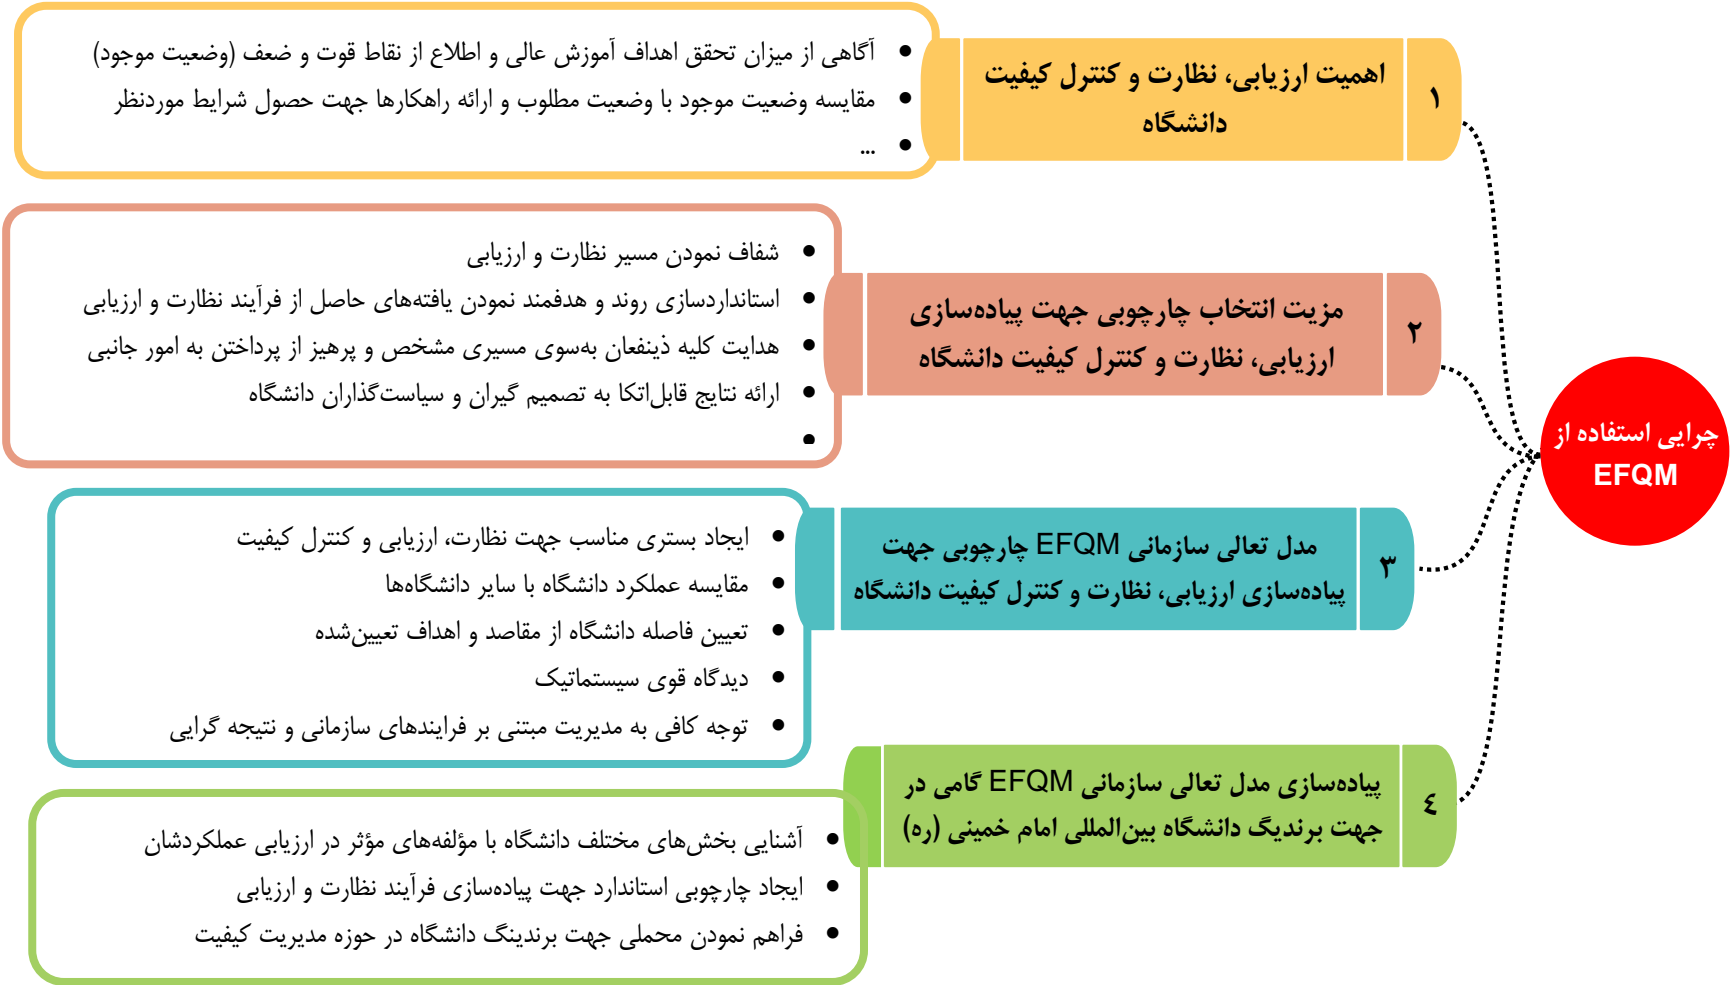 چرایی استفاده از
EFQM
۱
اهمیت ارزیابی، نظارت و کنترل کیفیت
دانشگاه
• آگاهی از میزان تحقق اهداف آموزش عالی و اطلاع از نقاط قوت و ضعف (وضعیت موجود)
• مقایسه وضعیت موجود با وضعیت مطلوب و ارائه راهکارها جهت حصول شرایط موردنظر
• ...
۲
مزیت انتخاب چارچوبی جهت پیاده‌سازی
ارزیابی، نظارت و کنترل کیفیت دانشگاه
• شفاف نمودن مسیر نظارت و ارزیابی
• استانداردسازی روند و هدفمند نمودن یافته‌های حاصل از فرآیند نظارت و ارزیابی
• هدایت کلیه ذینفعان به‌سوی مسیری مشخص و پرهیز از پرداختن به امور جانبی
• ارائه نتایج قابل‌اتکا به تصمیم گیران و سیاست‌گذاران دانشگاه
•
۳
مدل تعالی سازمانی EFQM چارچوبی جهت
پیاده‌سازی ارزیابی، نظارت و کنترل کیفیت دانشگاه
• ایجاد بستری مناسب جهت نظارت، ارزیابی و کنترل کیفیت
• مقایسه عملکرد دانشگاه با سایر دانشگاه‌ها
• تعیین فاصله دانشگاه از مقاصد و اهداف تعیین‌شده
• دیدگاه قوی سیستماتیک
• توجه کافی به مدیریت مبتنی بر فرایندهای سازمانی و نتیجه گرایی
٤
پیاده‌سازی مدل تعالی سازمانی EFQM گامی در
جهت برندیگ دانشگاه بین‌المللی امام خمینی (ره)
• آشنایی بخش‌های مختلف دانشگاه با مؤلفه‌های مؤثر در ارزیابی عملکردشان
• ایجاد چارچوبی استاندارد جهت پیاده‌سازی فرآیند نظارت و ارزیابی
• فراهم نمودن محملی جهت برندینگ دانشگاه در حوزه مدیریت کیفیت